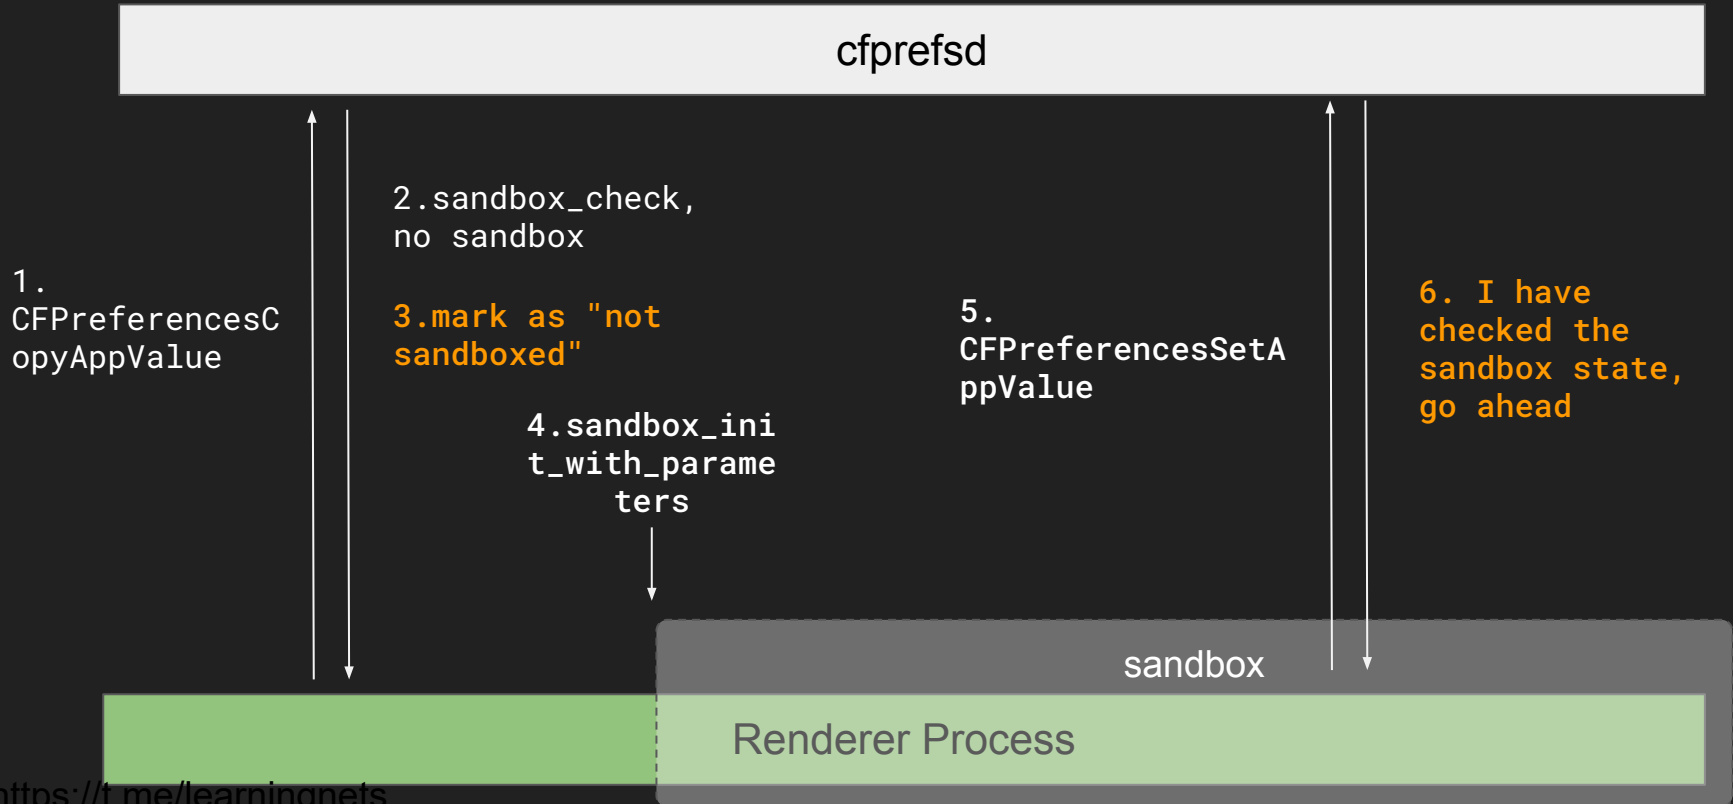 cfprefsd
1.
CFPreferencesC
opyAppValue
2.sandbox_check,
no sandbox
3.mark as "not
sandboxed"
4.sandbox_ini
t_with_parame
ters
5.
CFPreferencesSetA
ppValue
6. I have
checked the
sandbox state,
go ahead
sandbox
Renderer Process
https://t.me/learningnets